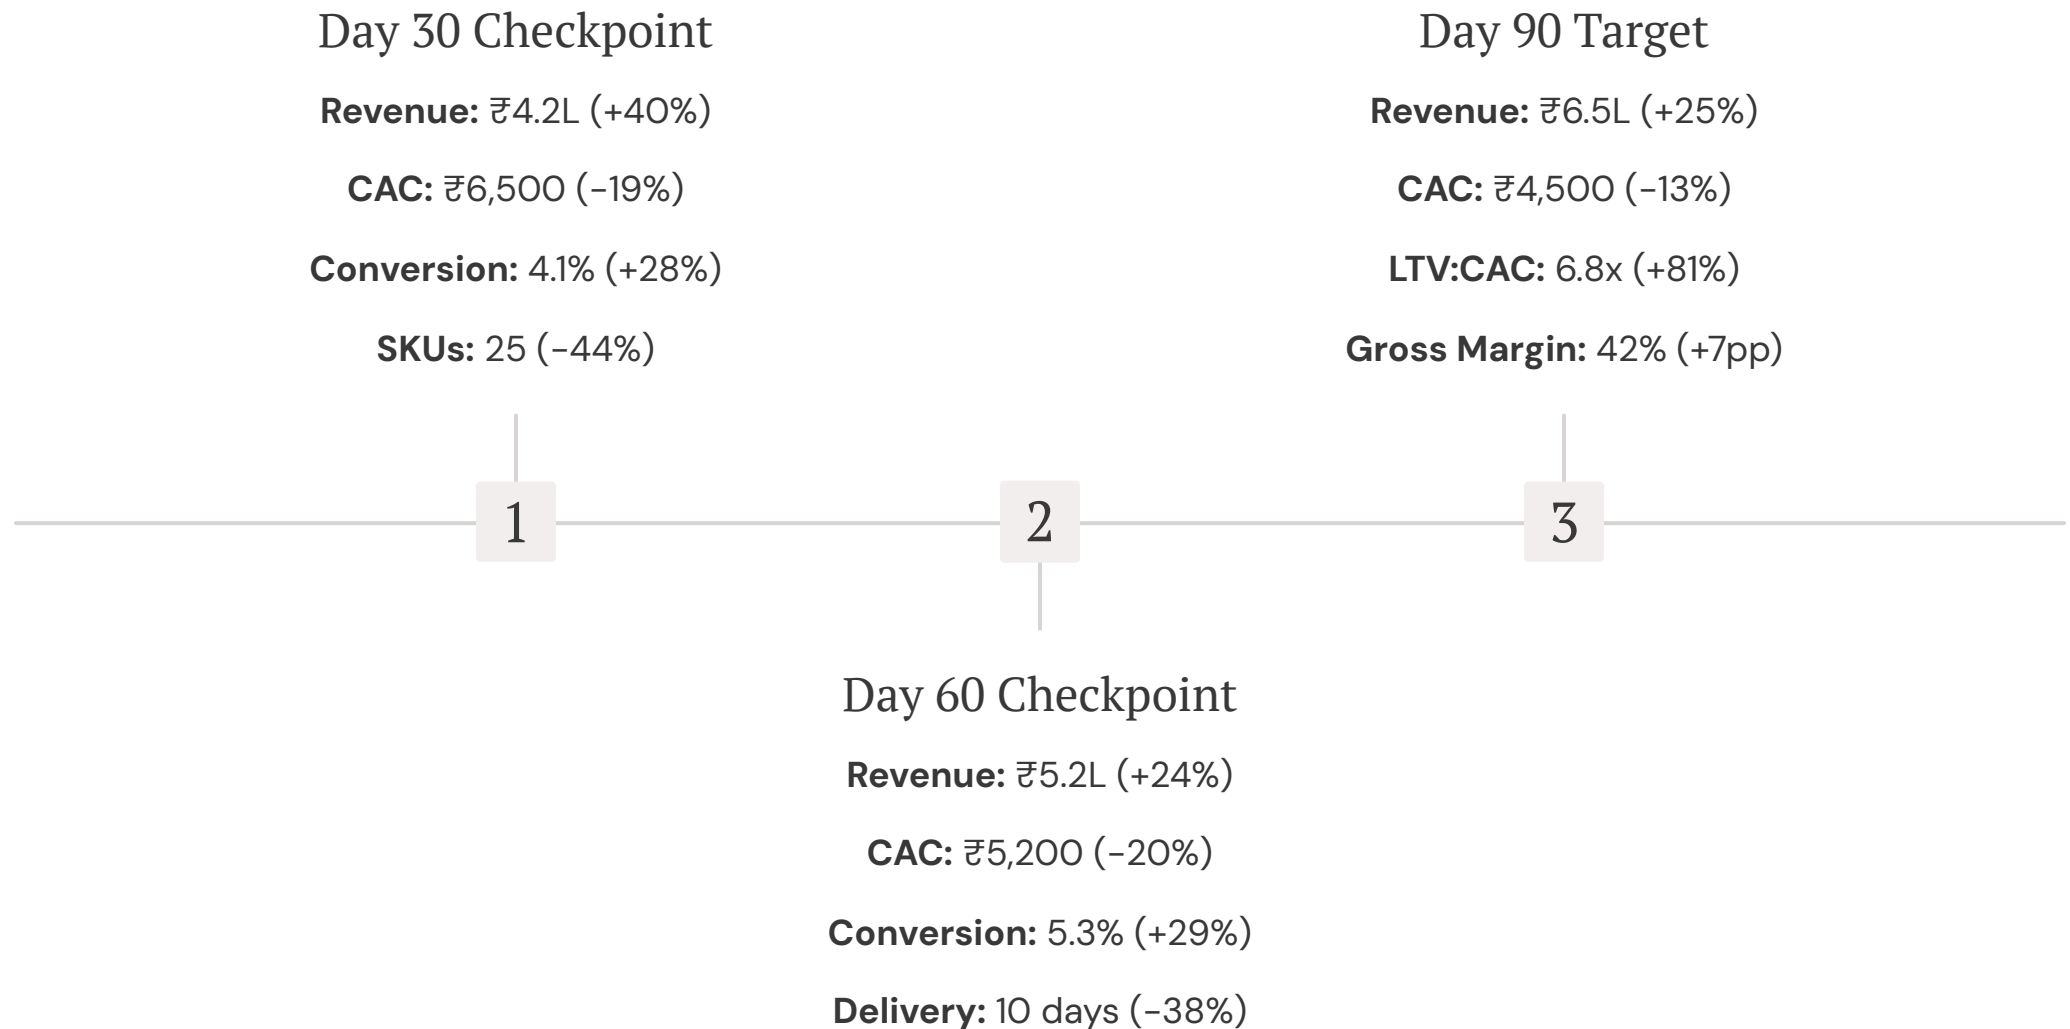 Day 30 Checkpoint
Revenue: ₹4.2L (+40%)
CAC: ₹6,500 (-19%)
Conversion: 4.1% (+28%)
SKUs: 25 (-44%)
1
Day 90 Target
Revenue: ₹6.5L (+25%)
CAC: ₹4,500 (-13%)
LTV:CAC: 6.8x (+81%)
Gross Margin: 42% (+7pp)
3
2
Day 60 Checkpoint
Revenue: ₹5.2L (+24%)
CAC: ₹5,200 (-20%)
Conversion: 5.3% (+29%)
Delivery: 10 days (-38%)